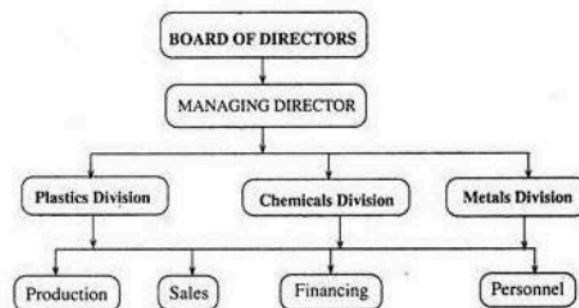 BOARD OF DIRECTORS
MANAGING DIRECTOR
Plastics Division
Chemicals Division
Metals Division
Production
Sales
Financing
Personnel